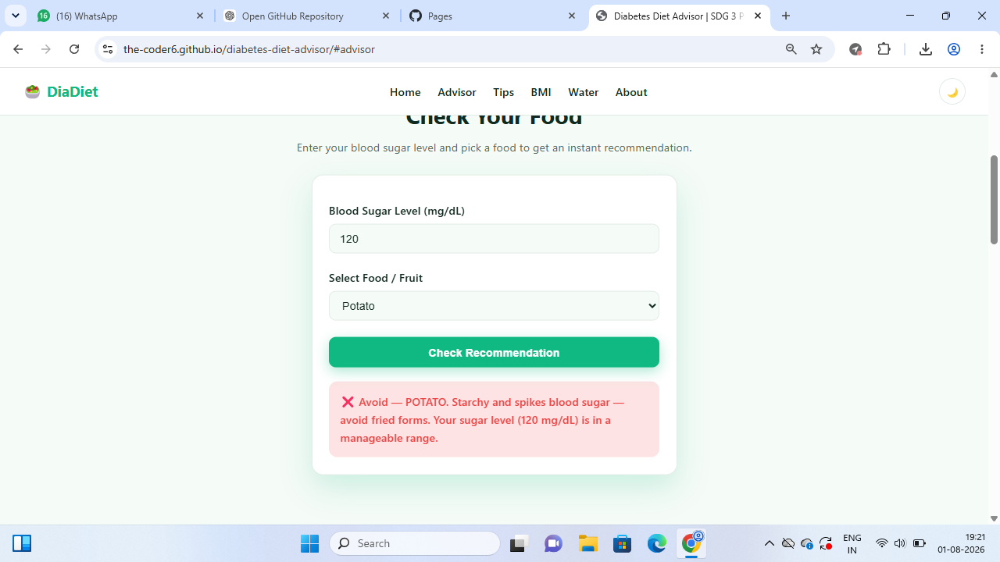 (16) WhatsApp
Open GitHub Repository
Pages
Diabetes Diet Advisor | SDG 3 P
the-coder6.github.io/diabetes-diet-advisor/#advisor
DiaDiet
Home
Advisor
Tips
BMI
Water
About
Check Your Food
Enter your blood sugar level and pick a food to get an instant recommendation.
Blood Sugar Level (mg/dL)
120
Select Food / Fruit
Potato
Check Recommendation
❌ Avoid — POTATO. Starchy and spikes blood sugar —
avoid fried forms. Your sugar level (120 mg/dL) is in a
manageable range.
Search
ENG
IN
19:21
01-08-2026